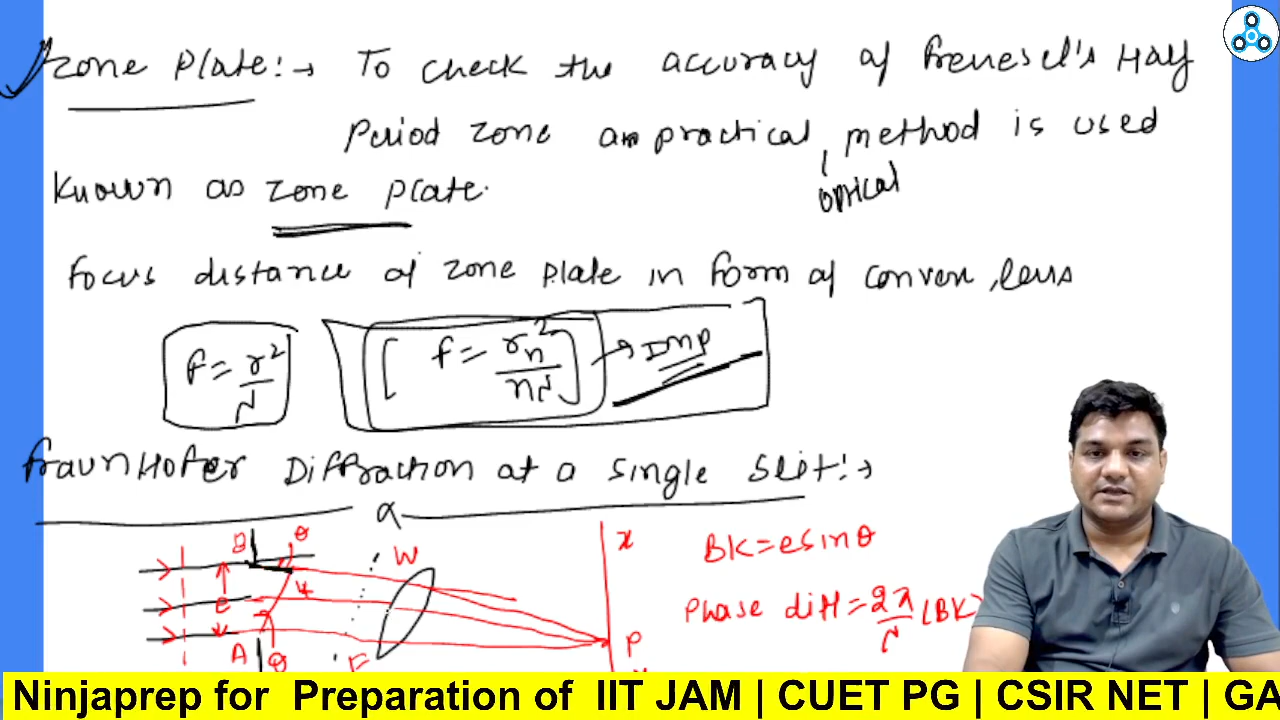 Zone Plate:→ To check the accuracy of Frenesel's Half
Period Zone an practical, method is used
optical
Known as Zone Plate.
Focus distance of Zone Plate in form of convex lens
F = r²/λ [ f = rₙ²/nλ ] → Imp
FraunHofer Diffraction at a single Slit:→
α
B θ W x BK = e sinθ
K
e Phase diff = 2π/λ (BK)
A θ F P
Ninjaprep for Preparation of IIT JAM | CUET PG | CSIR NET | GA